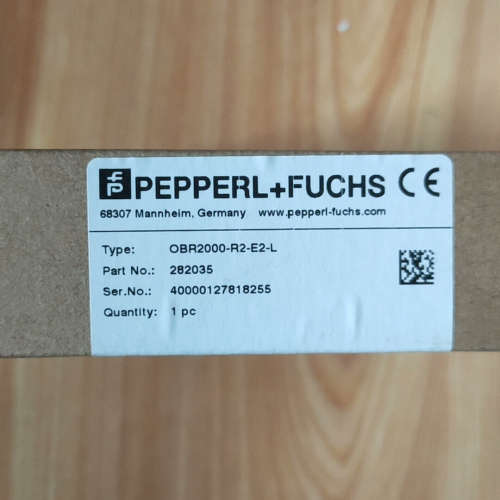 PEPPERL+FUCHS CE
68307 Mannheim, Germany www.pepperl-fuchs.com
Type: OBR2000-R2-E2-L
Part No.: 282035
Ser.No.: 40000127818255
Quantity: 1 pc